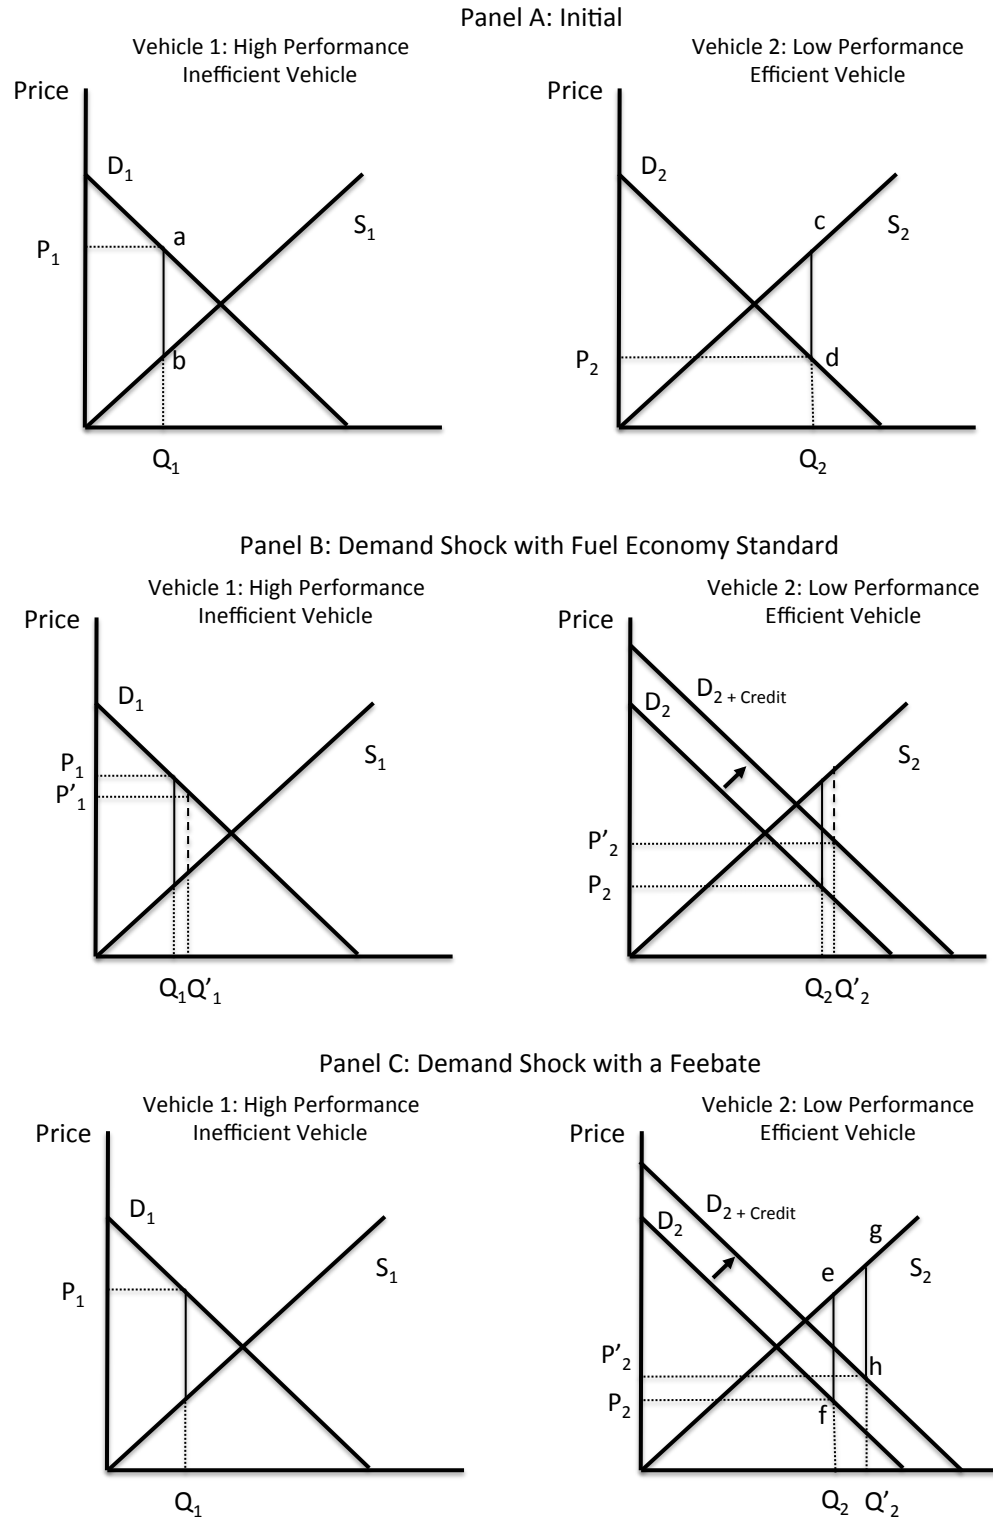 Panel A: Initial
Vehicle 1: High Performance
Inefficient Vehicle
Price
D1
a
P1
S1
b
Q1
Vehicle 2: Low Performance
Efficient Vehicle
Price
D2
c
S2
P2
d
Q2
Panel B: Demand Shock with Fuel Economy Standard
Vehicle 1: High Performance
Inefficient Vehicle
Price
D1
P1
S1
P'1
Q1Q'1
Vehicle 2: Low Performance
Efficient Vehicle
Price
D2 + Credit
D2
S2
P'2
P2
Q2Q'2
Panel C: Demand Shock with a Feebate
Vehicle 1: High Performance
Inefficient Vehicle
Price
D1
S1
P1
Q1
Vehicle 2: Low Performance
Efficient Vehicle
Price
D2 + Credit
D2
g
e
S2
P'2
h
P2
f
Q2 Q'2